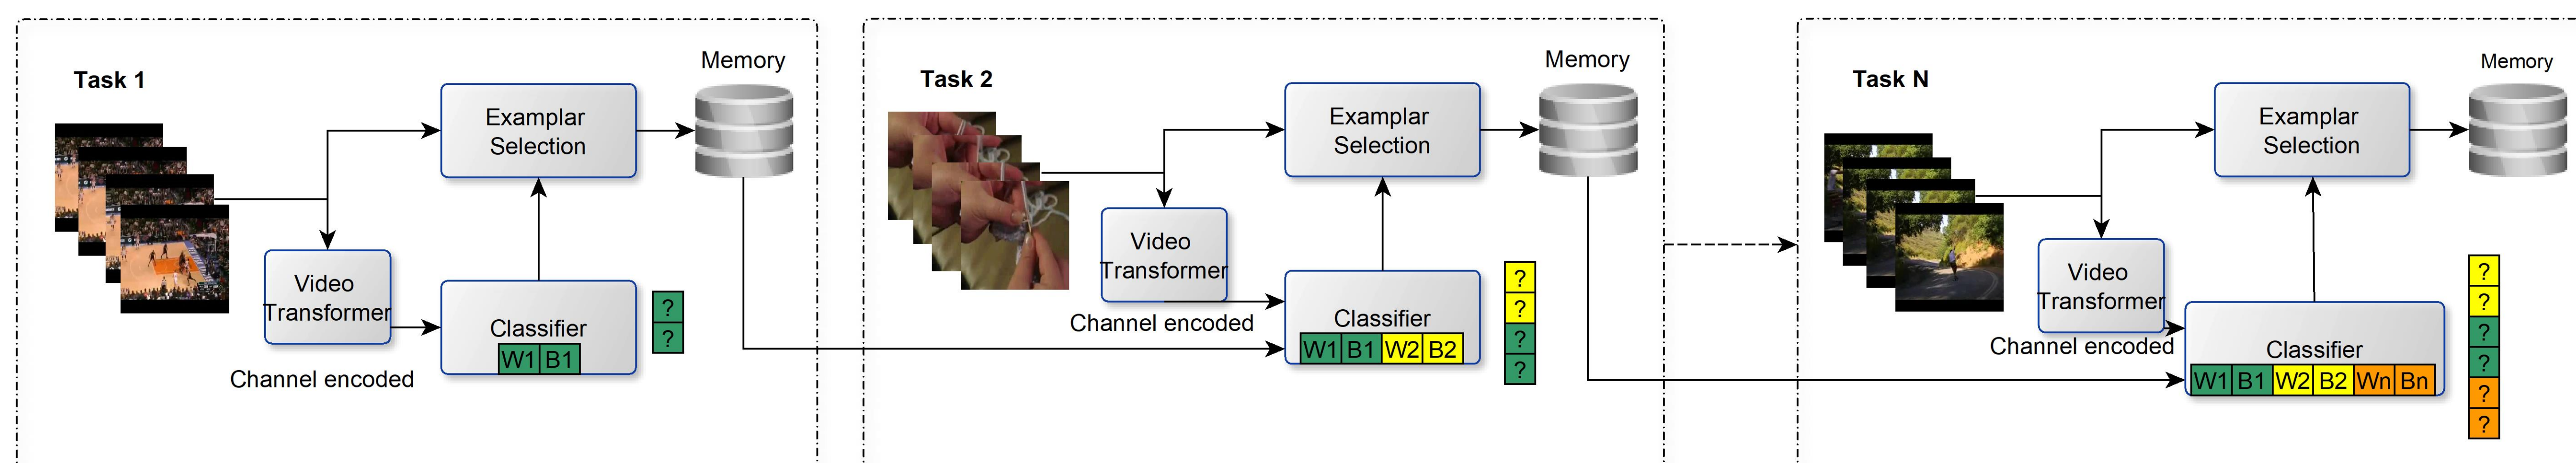 Task 1
Memory
Examplar
Selection
Video
Transformer
Classifier
W1 B1
?
?
Channel encoded
Task 2
Memory
Examplar
Selection
Video
Transformer
Channel encoded
Classifier
W1 B1 W2 B2
?
?
?
?
Task N
Memory
Examplar
Selection
Video
Transformer
Channel encoded
Classifier
W1 B1 W2 B2 Wn Bn
?
?
?
?
?
?